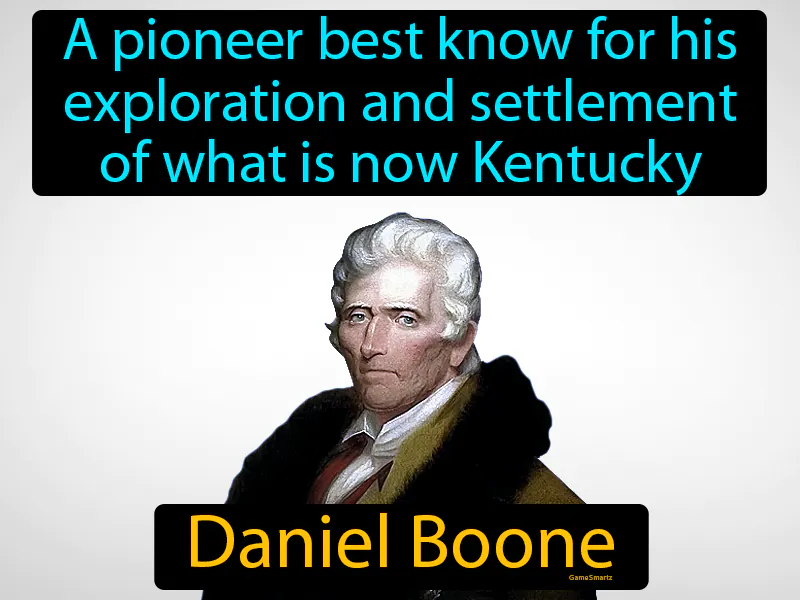 A pioneer best know for his
exploration and settlement
of what is now Kentucky
Daniel Boone
GameSmartz